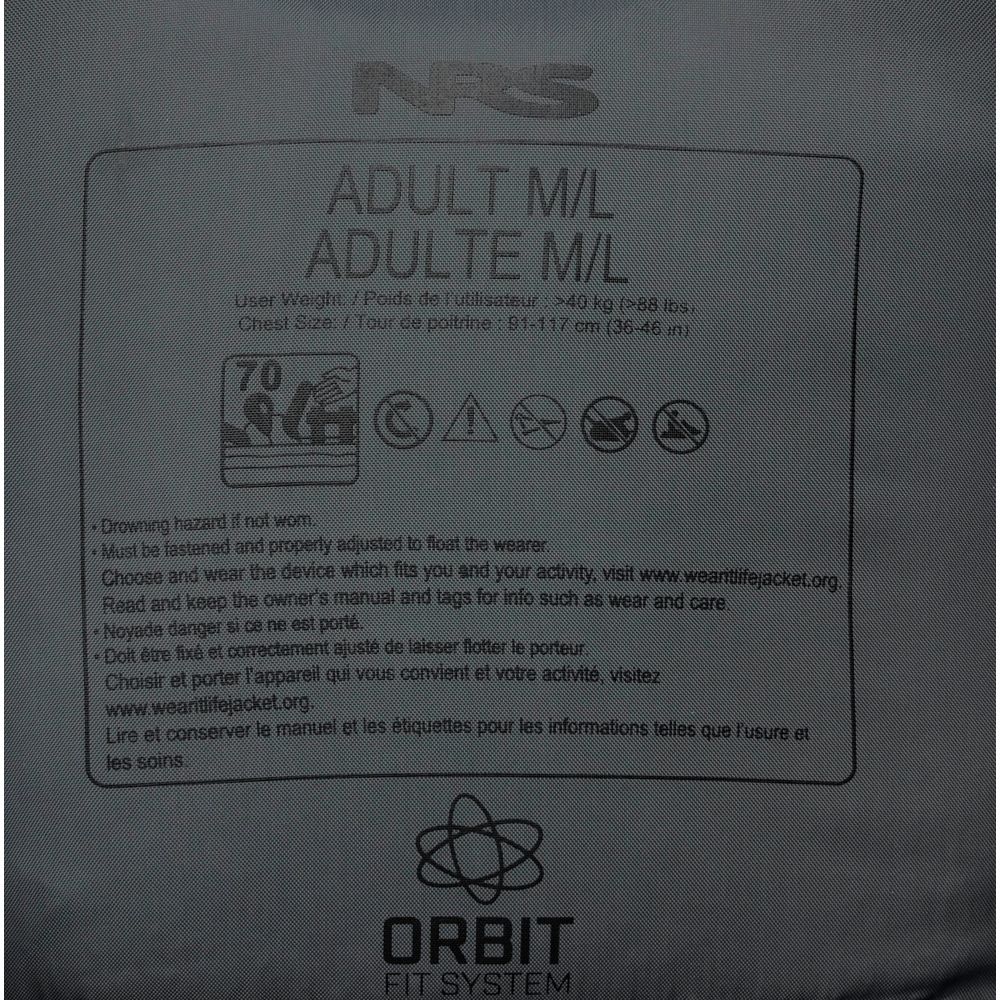 NRS
ADULT M/L
ADULTE M/L
User Weight: / Poids de l'utilisateur : >40 kg (>88 lbs)
Chest Size: / Tour de poitrine : 91-117 cm (36-46 in)
70
• Drowning hazard if not worn.
• Must be fastened and properly adjusted to float the wearer.
Choose and wear the device which fits you and your activity, visit www.wearitlifejacket.org.
Read and keep the owner's manual and tags for info such as wear and care.
• Noyade danger si ce ne est porté.
• Doit être fixé et correctement ajusté de laisser flotter le porteur.
Choisir et porter l'appareil qui vous convient et votre activité, visitez
www.wearitlifejacket.org.
Lire et conserver le manuel et les étiquettes pour les informations telles que l'usure et
les soins.
ORBIT
FIT SYSTEM